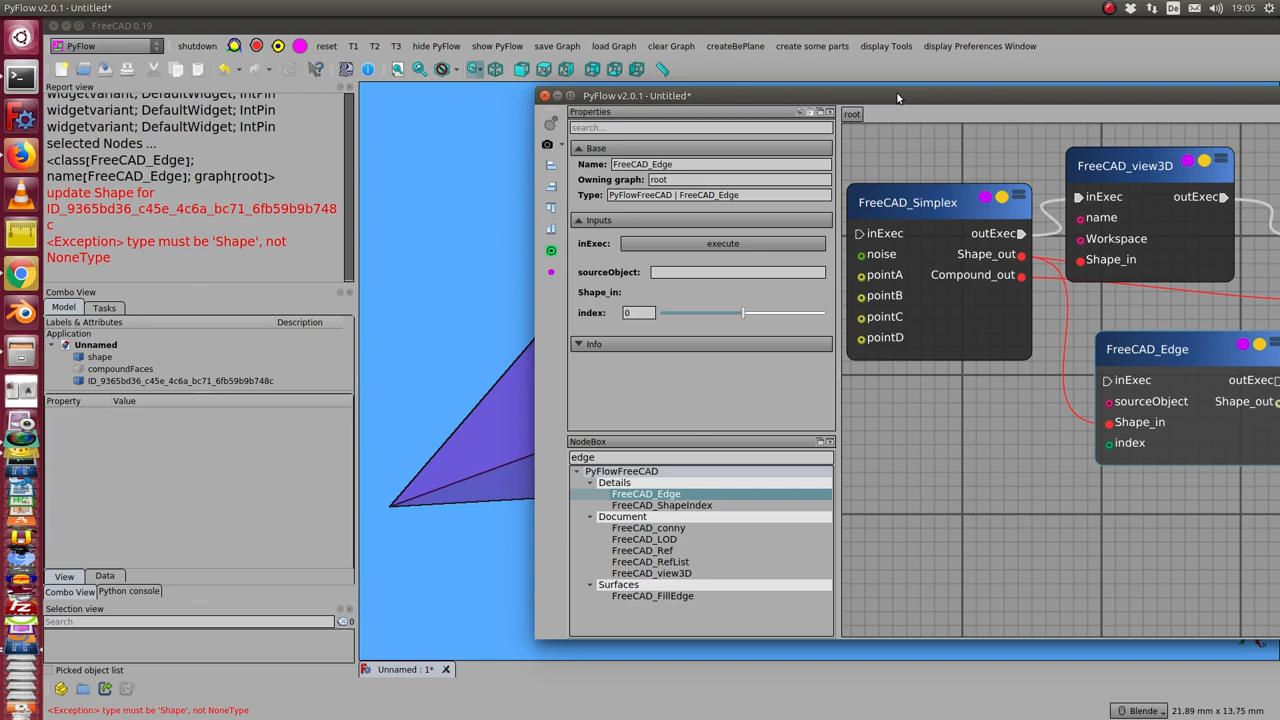 PyFlow v2.0.1 - Untitled*
De
19:05
FreeCAD 0.19
PyFlow
shutdown
reset
T1
T2
T3
hide PyFlow
show PyFlow
save Graph
load Graph
clear Graph
createBePlane
create some parts
display Tools
display Preferences Window
Report view
widgetvariant; DefaultWidget; IntPin
widgetvariant; DefaultWidget; IntPin
widgetvariant; DefaultWidget; IntPin
selected Nodes ...
<class[FreeCAD_Edge];
name[FreeCAD_Edge]; graph[root]>
update Shape for
ID_9365bd36_c45e_4c6a_bc71_6fb59b9b748
c
<Exception> type must be 'Shape', not
NoneType
Combo View
Model
Tasks
Labels & Attributes
Description
Application
Unnamed
shape
compoundFaces
ID_9365bd36_c45e_4c6a_bc71_6fb59b9b748c
Property
Value
View
Data
Combo View
Python console
Selection view
Search
0
Picked object list
<Exception> type must be 'Shape', not NoneType
PyFlow v2.0.1 - Untitled*
Properties
search...
Base
Name:
FreeCAD_Edge
Owning graph:
root
Type:
PyFlowFreeCAD | FreeCAD_Edge
Inputs
inExec:
execute
sourceObject:
Shape_in:
index:
0
Info
NodeBox
edge
PyFlowFreeCAD
Details
FreeCAD_Edge
FreeCAD_ShapeIndex
Document
FreeCAD_conny
FreeCAD_LOD
FreeCAD_Ref
FreeCAD_RefList
FreeCAD_view3D
Surfaces
FreeCAD_FillEdge
root
FreeCAD_Simplex
inExec
outExec
noise
Shape_out
pointA
Compound_out
pointB
pointC
pointD
FreeCAD_view3D
inExec
outExec
name
Workspace
Shape_in
FreeCAD_Edge
inExec
outExec
sourceObject
Shape_out
Shape_in
index
Unnamed : 1*
Blende
21,89 mm x 13,75 mm